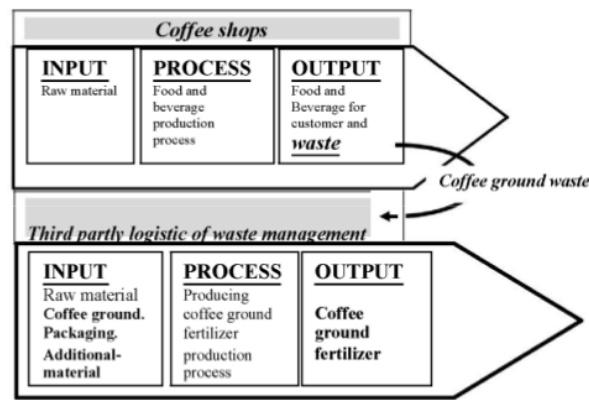 Coffee shops
INPUT
Raw material
PROCESS
Food and
beverage
production
process
OUTPUT
Food and
Beverage for
customer and
waste
Coffee ground waste
Third partly logistic of waste management
INPUT
Raw material
Coffee ground.
Packaging.
Additional-
material
PROCESS
Producing
coffee ground
fertilizer
production
process
OUTPUT
Coffee
ground
fertilizer